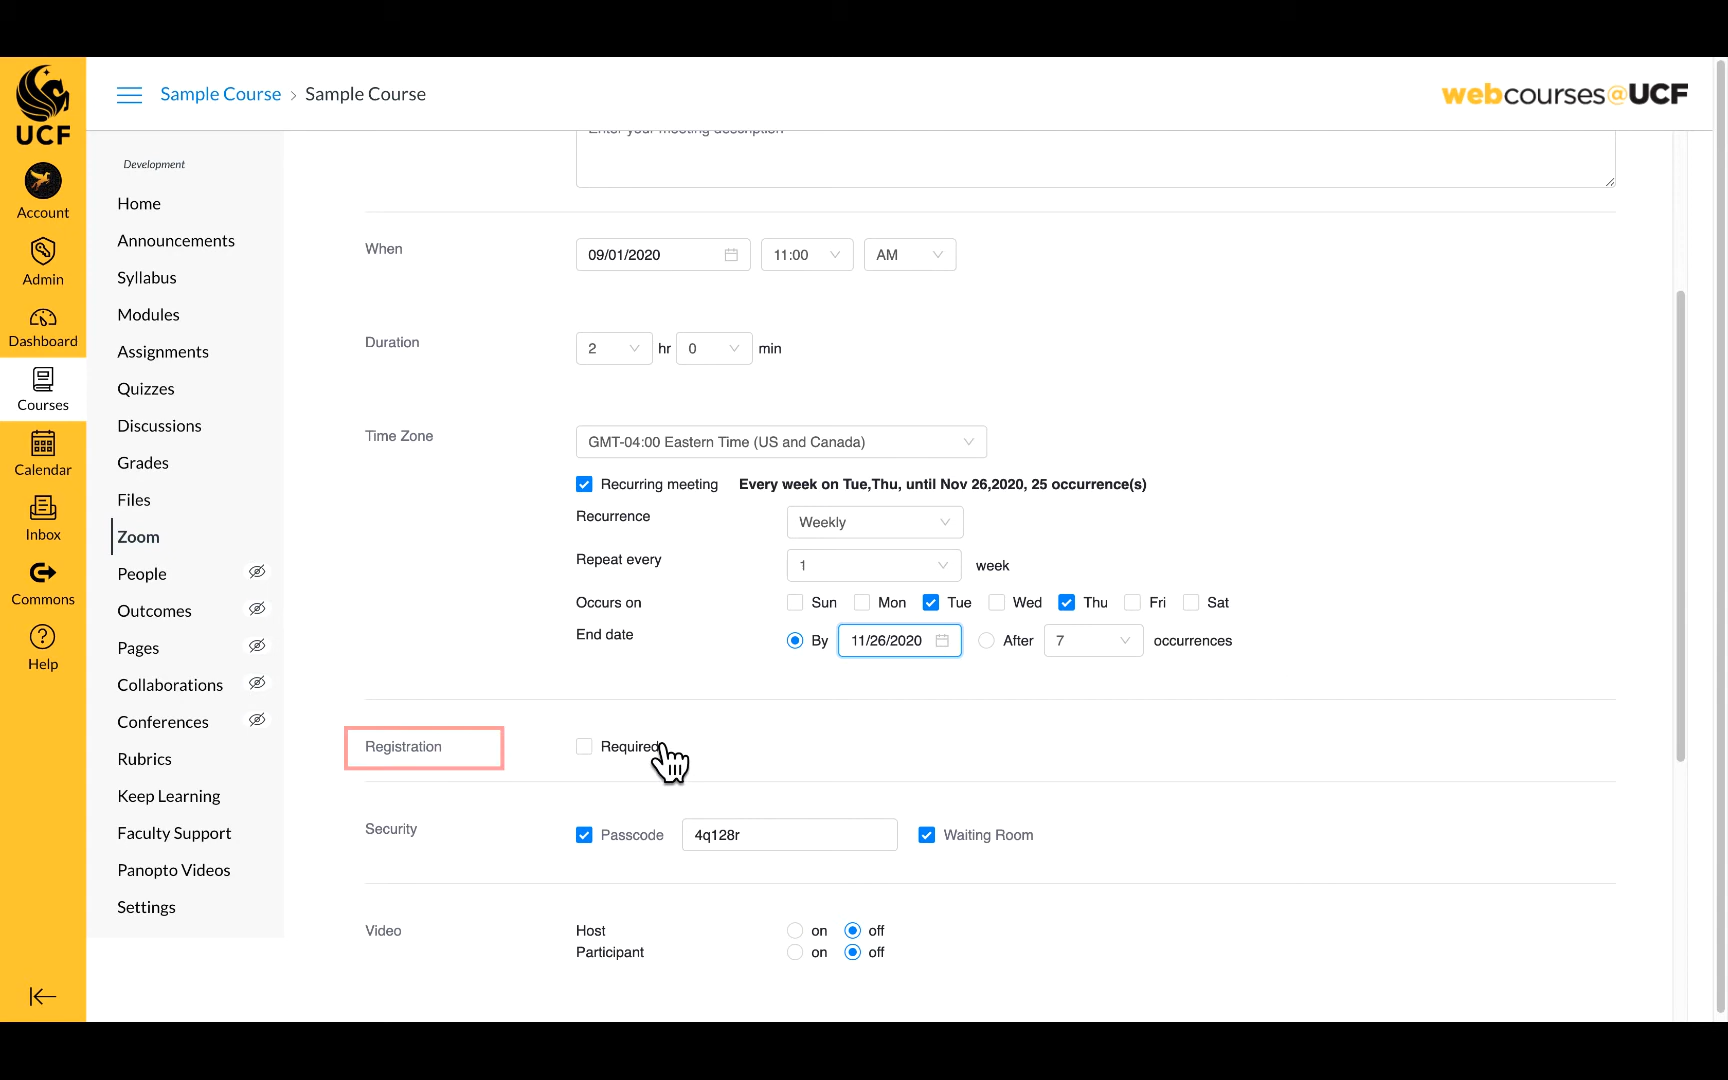 UCF
Sample Course > Sample Course
webcourses@UCF
Account
Admin
Dashboard
Courses
Calendar
Inbox
Commons
Help
Development
Home
Announcements
Syllabus
Modules
Assignments
Quizzes
Discussions
Grades
Files
Zoom
People
Outcomes
Pages
Collaborations
Conferences
Rubrics
Keep Learning
Faculty Support
Panopto Videos
Settings
Enter your meeting description
When 09/01/2020 11:00 AM
Duration 2 hr 0 min
Time Zone GMT-04:00 Eastern Time (US and Canada)
Recurring meeting Every week on Tue,Thu, until Nov 26,2020, 25 occurrence(s)
Recurrence Weekly
Repeat every 1 week
Occurs on Sun Mon Tue Wed Thu Fri Sat
End date By 11/26/2020 After 7 occurrences
Registration Required
Security Passcode 4q128r Waiting Room
Video Host on off
Participant on off